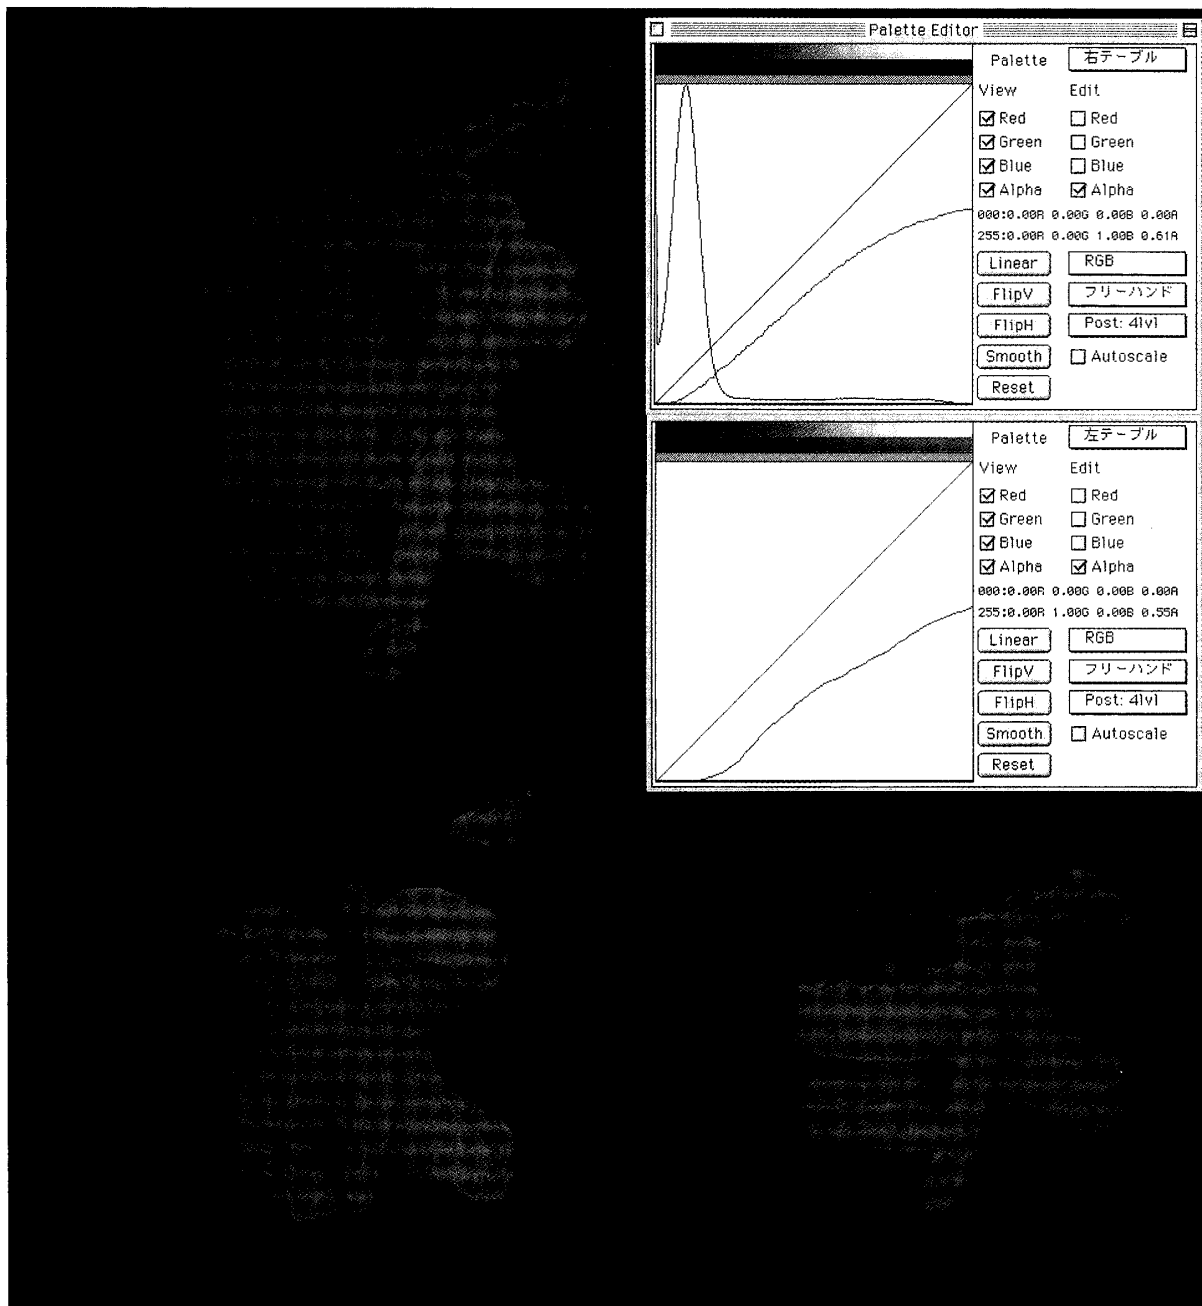 Palette Editor
Palette 右テーブル
View Edit
Red Red
Green Green
Blue Blue
Alpha Alpha
000:0.00R 0.00G 0.00B 0.00A
255:0.00R 0.00G 1.00B 0.61A
Linear RGB
FlipV フリーハンド
FlipH Post: 4lvl
Smooth Autoscale
Reset
Palette 左テーブル
View Edit
Red Red
Green Green
Blue Blue
Alpha Alpha
000:0.00R 0.00G 0.00B 0.00A
255:0.00R 1.00G 0.00B 0.55A
Linear RGB
FlipV フリーハンド
FlipH Post: 4lvl
Smooth Autoscale
Reset